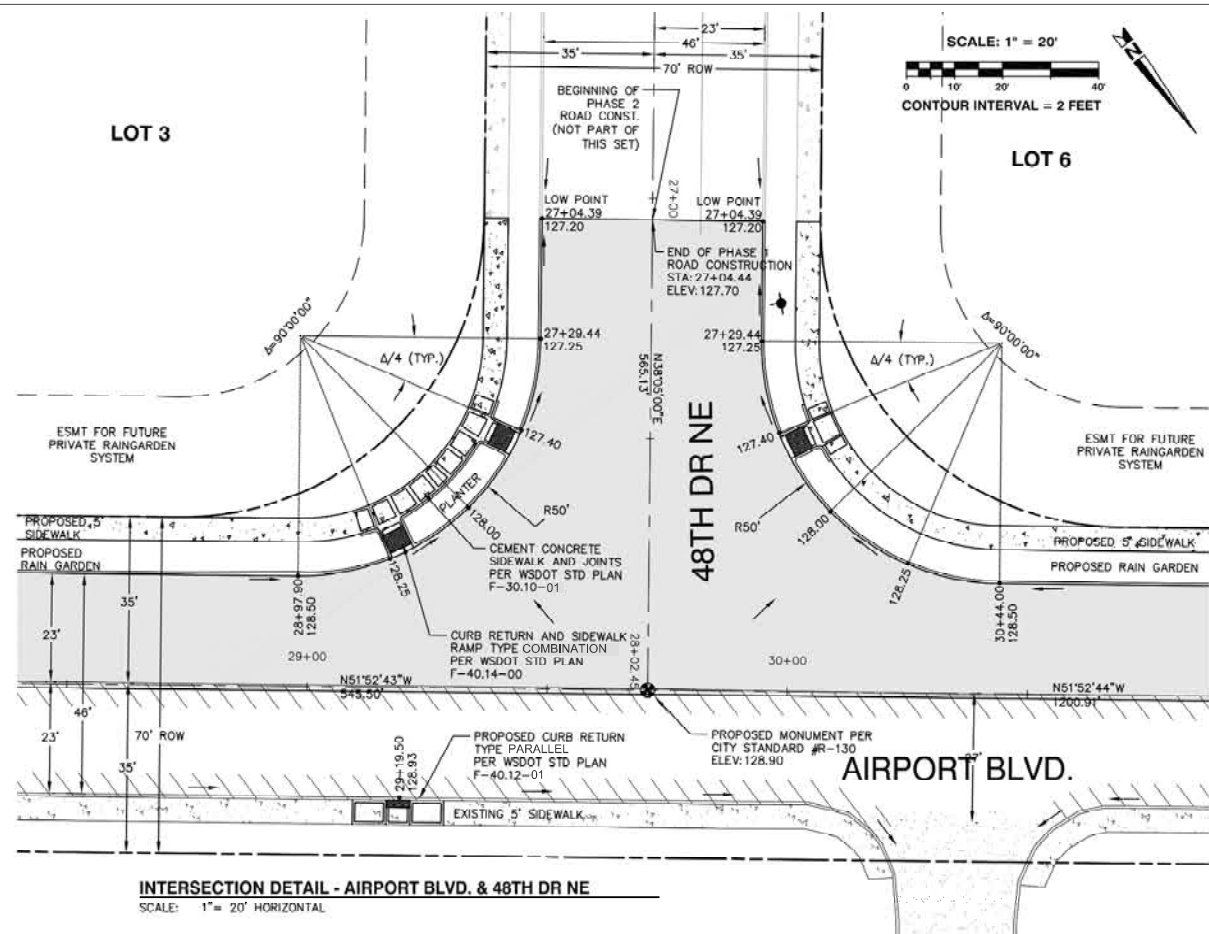 23'
46'
35'
35'
70' ROW
SCALE: 1" = 20'
0 10' 20' 40'
CONTOUR INTERVAL = 2 FEET
N
LOT 3
LOT 6
BEGINNING OF
PHASE 2
ROAD CONST.
(NOT PART OF
THIS SET)
27+00
LOW POINT
27+04.39
127.20
LOW POINT
27+04.39
127.20
END OF PHASE 1
ROAD CONSTRUCTION
STA: 27+04.44
ELEV: 127.70
Δ=90°00'00"
Δ/4 (TYP.)
27+29.44
127.25
27+29.44
127.25
Δ/4 (TYP.)
Δ=90°00'00"
N38°05'00"E
565.13'
48TH DR NE
ESMT FOR FUTURE
PRIVATE RAINGARDEN
SYSTEM
ESMT FOR FUTURE
PRIVATE RAINGARDEN
SYSTEM
127.40
127.40
PLANTER
R50'
R50'
128.00
128.00
PROPOSED 5'
SIDEWALK
PROPOSED
RAIN GARDEN
PROPOSED 5' SIDEWALK
PROPOSED RAIN GARDEN
CEMENT CONCRETE
SIDEWALK AND JOINTS
PER WSDOT STD PLAN
F-30.10-01
128.25
128.25
28+97.90
128.50
30+44.00
128.50
CURB RETURN AND SIDEWALK
RAMP TYPE COMBINATION
PER WSDOT STD PLAN
F-40.14-00
23'
35'
29+00
28+02.45
30+00
N51°52'43"W
545.50'
N51°52'44"W
1200.91'
46'
23'
70' ROW
35'
PROPOSED CURB RETURN
TYPE PARALLEL
PER WSDOT STD PLAN
F-40.12-01
29+19.50
128.93
PROPOSED MONUMENT PER
CITY STANDARD #R-130
ELEV: 128.90
AIRPORT BLVD.
EXISTING 5' SIDEWALK
INTERSECTION DETAIL - AIRPORT BLVD. & 48TH DR NE
SCALE: 1"= 20' HORIZONTAL